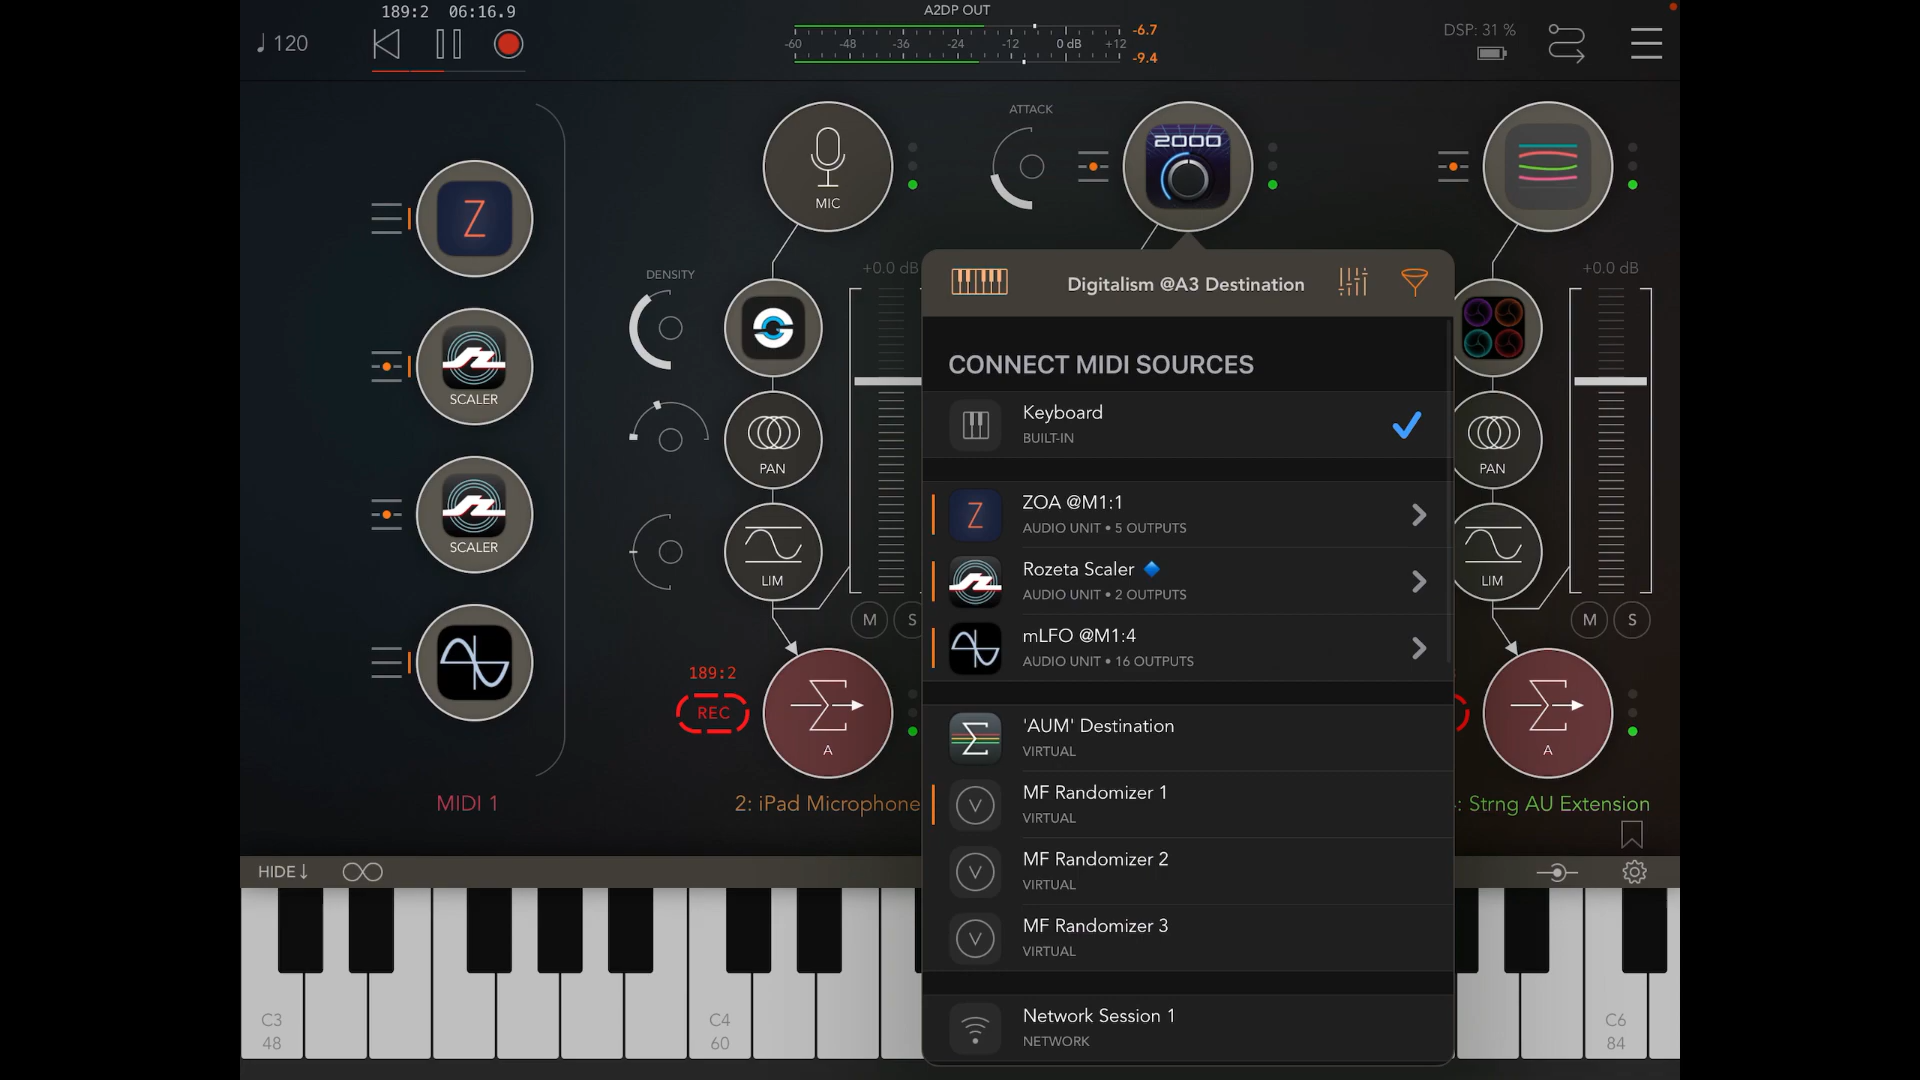 189:2 06:16.9
120
A2DP OUT
-60 -48 -36 -24 -12 0 dB +12
-6.7
-9.4
DSP: 31 %
MIC
ATTACK
2000
Z
SCALER
SCALER
DENSITY
+0.0 dB
PAN
LIM
M S
189:2
REC
A
MIDI 1
2: iPad Microphone
Digitalism @A3 Destination
CONNECT MIDI SOURCES
Keyboard
BUILT-IN
Z
ZOA @M1:1
AUDIO UNIT • 5 OUTPUTS
Rozeta Scaler
AUDIO UNIT • 2 OUTPUTS
mLFO @M1:4
AUDIO UNIT • 16 OUTPUTS
'AUM' Destination
VIRTUAL
V
MF Randomizer 1
VIRTUAL
V
MF Randomizer 2
VIRTUAL
V
MF Randomizer 3
VIRTUAL
Network Session 1
NETWORK
+0.0 dB
PAN
LIM
M S
A
: Strng AU Extension
HIDE↓
C3
48
C4
60
C6
84